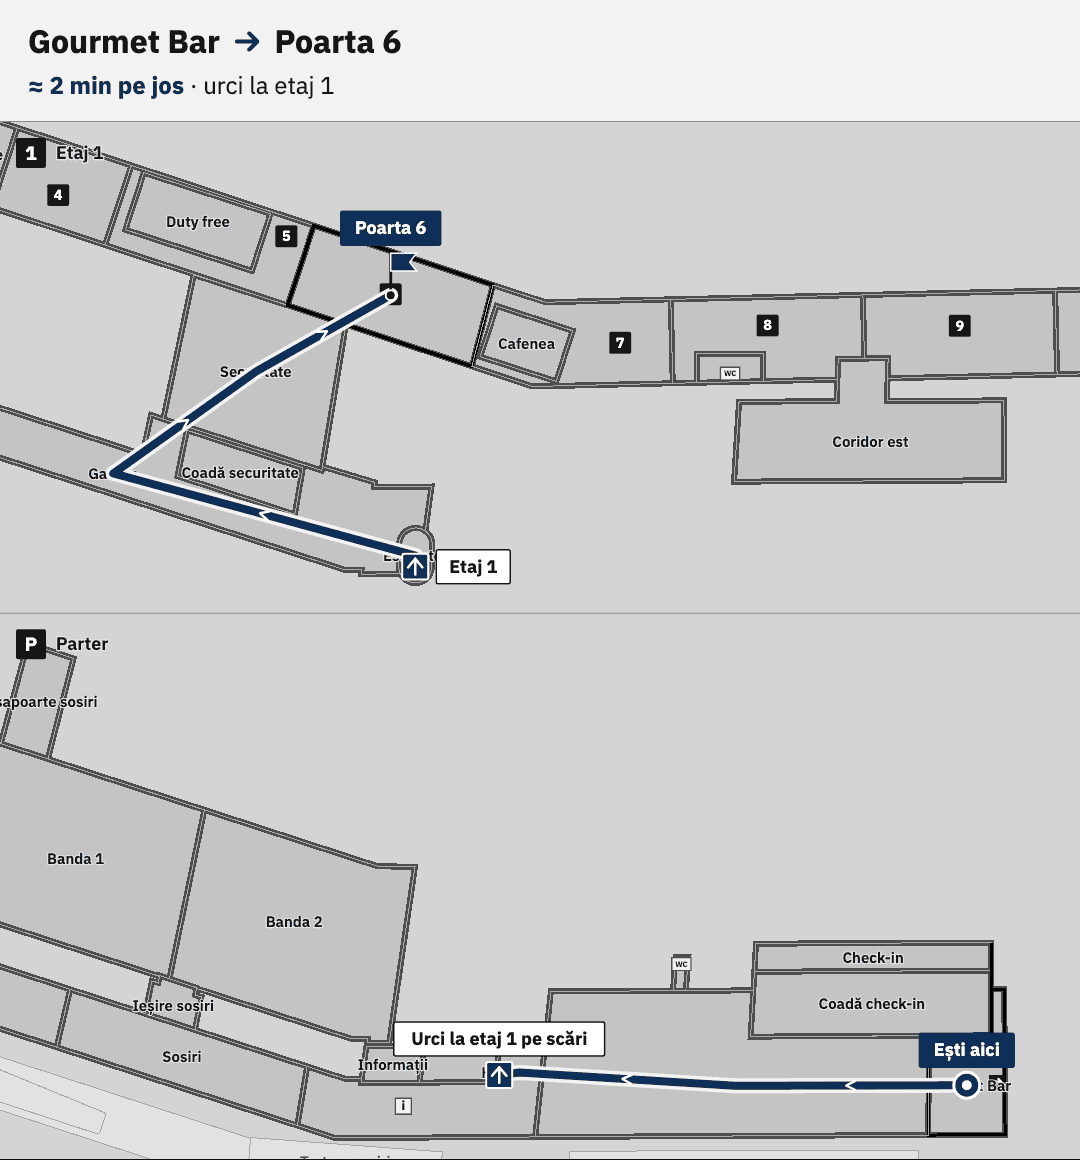 Gourmet Bar → Poarta 6
≈ 2 min pe jos · urci la etaj 1
1 Etaj 1
4
Duty free
5
Poarta 6
Cafenea
7
8
9
WC
Securitate
Coridor est
Coadă securitate
Etaj 1
P Parter
sosiri
Banda 1
Banda 2
Check-in
WC
Coadă check-in
Ieșire sosiri
Urci la etaj 1 pe scări
Ești aici
Sosiri
Informații
Bar
i